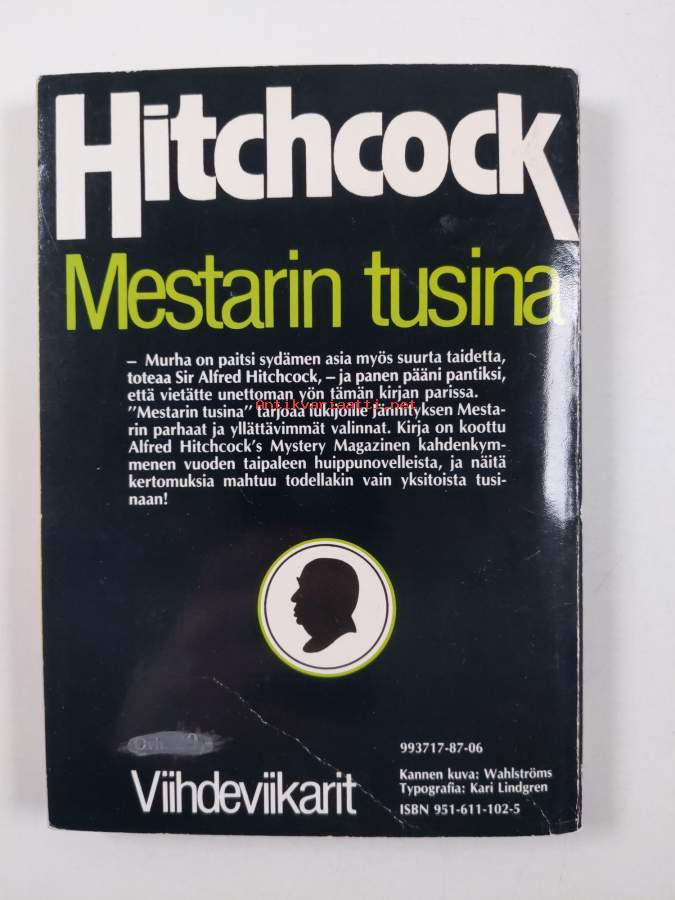 Hitchcock
Mestarin tusina
– Murha on paitsi sydämen asia myös suurta taidetta,
toteaa Sir Alfred Hitchcock, – ja panen pääni pantiksi,
että vietätte unettoman yön tämän kirjan parissa.
Antikvariaatti.net
"Mestarin tusina" tarjoaa lukijoille jännityksen Mesta-
rin parhaat ja yllättävimmät valinnat. Kirja on koottu
Alfred Hitchcock's Mystery Magazinen kahdenkym-
menen vuoden taipaleen huippunovelleista, ja näitä
kertomuksia mahtuu todellakin vain yksitoista tusi-
naan!
993717-87-06
Viihdeviikarit
Kannen kuva: Wahlströms
Typografia: Kari Lindgren
ISBN 951-611-102-5